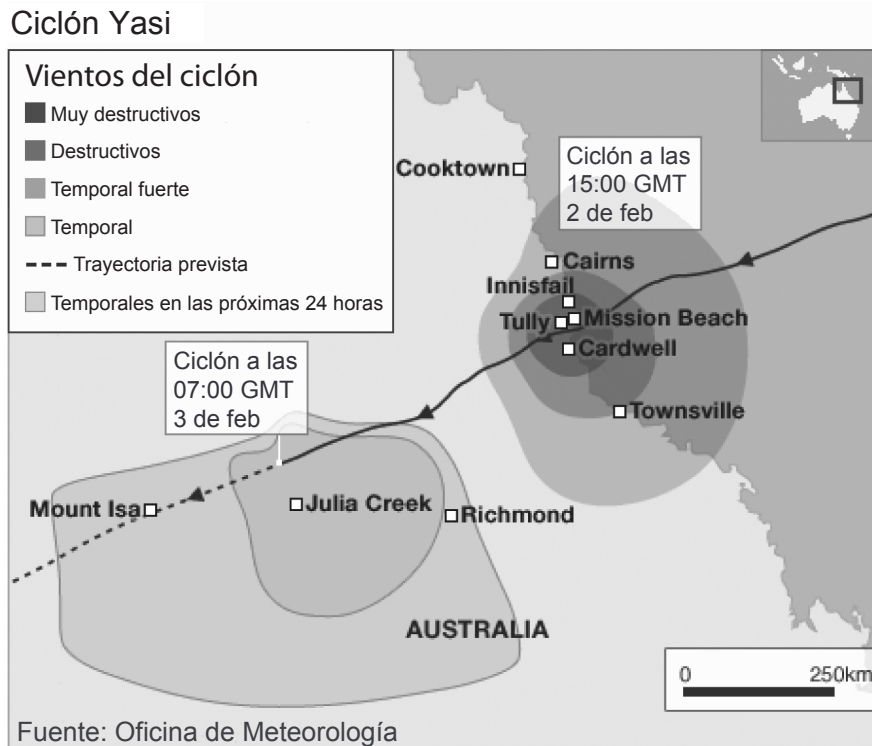 Ciclón Yasi
Vientos del ciclón
Muy destructivos
Destructivos
Temporal fuerte
Temporal
Trayectoria prevista
Temporales en las próximas 24 horas
Ciclón a las
15:00 GMT
2 de feb
Cooktown
Cairns
Innisfail
Tully
Mission Beach
Cardwell
Townsville
Ciclón a las
07:00 GMT
3 de feb
Mount Isa
Julia Creek
Richmond
AUSTRALIA
0 250km
Fuente: Oficina de Meteorología